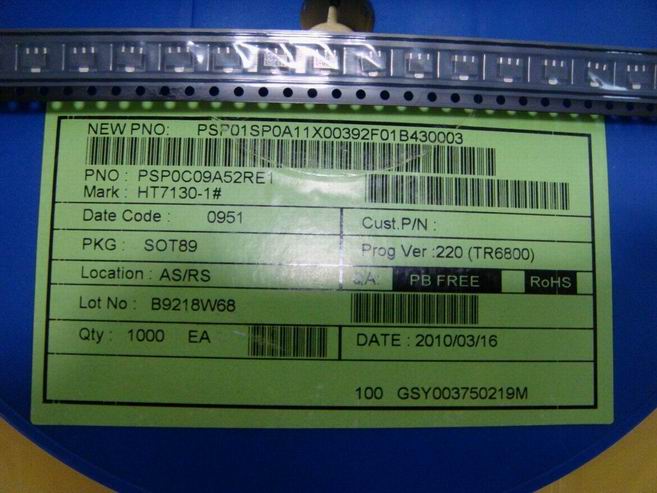 NEW PNO: PSP01SP0A11X00392F01B430003
PNO : PSP0C09A52RE1
Mark : HT7130-1#
Date Code : 0951
Cust.P/N :
PKG : SOT89
Prog Ver :220 (TR6800)
Location : AS/RS
PB FREE RoHS
Lot No : B9218W68
Qty : 1000 EA
DATE : 2010/03/16
100 GSY003750219M